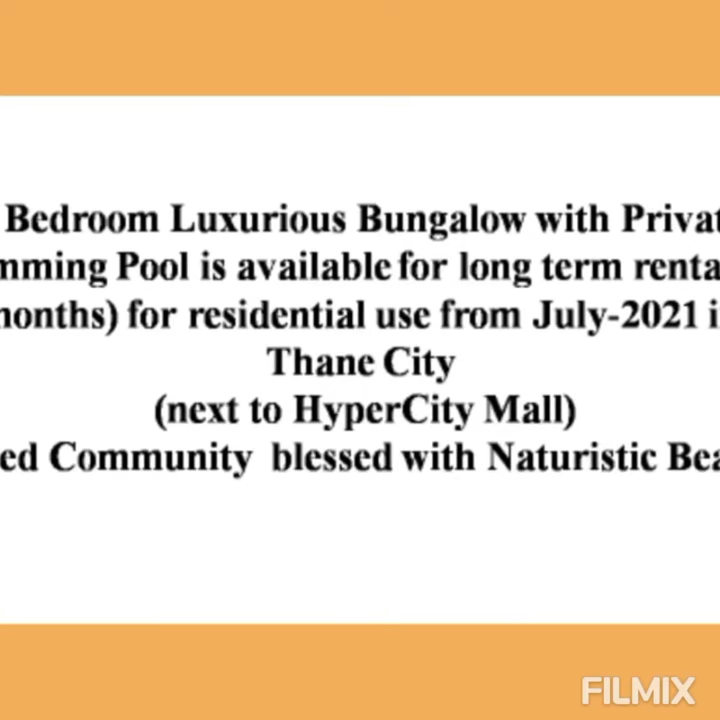 Bedroom Luxurious Bungalow with Privat
mming Pool is available for long term renta
months) for residential use from July-2021 i
Thane City
(next to HyperCity Mall)
ed Community blessed with Naturistic Bea
FILMIX